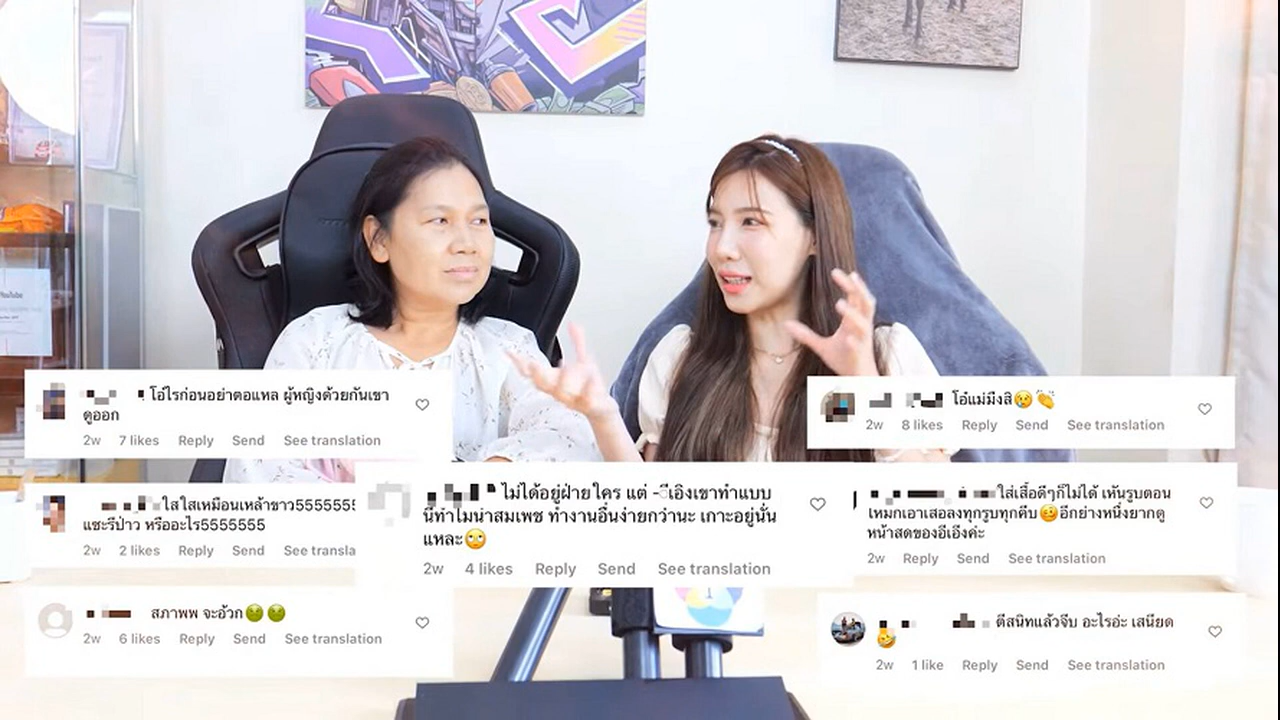 โอ๋ไรก่อนอย่าตอแหล ผู้หญิงด้วยกันเขา
ดูออก
2w 7 likes Reply Send See translation
โอ๋แม่มึงสิ😢👏
2w 8 likes Reply Send See translation
ใสใสเหมือนเหล้าขาว5555555
แซะรึป่าว หรืออะไร5555555
2w 2 likes Reply Send See transla
ไม่ได้อยู่ฝ่ายใคร แต่ -ีเอิงเขาทำแบบ
นี้ทำไมน่าสมเพช ทำงานอื่นง่ายกว่านะ เกาะอยู่นั่น
แหละ🙄
2w 4 likes Reply Send See translation
ใส่เสื้อดีๆก็ไม่ได้ เห็นรูบตอน
ลงทุกรูบทุกคีบ🥴อีกย่างหนึ่งยากดู
หน้าสดของอีเอิงค่ะ
2w Reply Send See translation
สภาพพ จะอ้วก🤢🤢
2w 6 likes Reply Send See translation
ตีสนิทแล้วจีบ อะไรอ่ะ เสนียด
🤣
2w 1 like Reply Send See translation